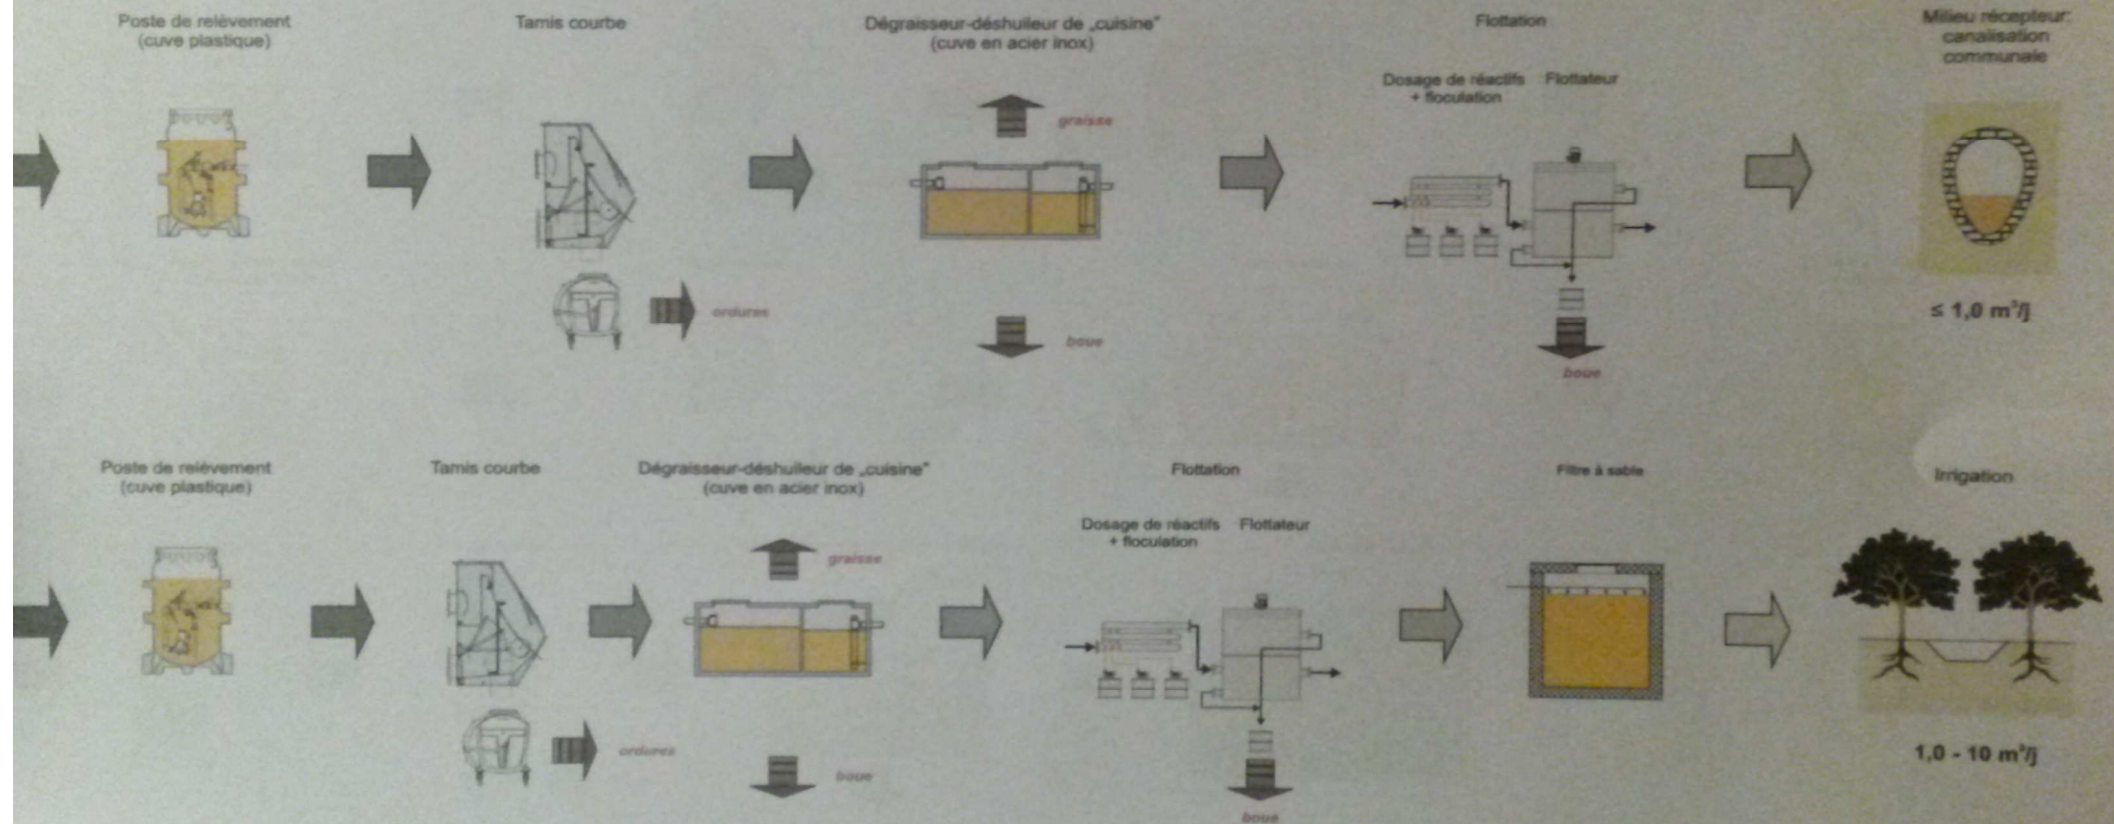 Poste de relèvement
(cuve plastique)
Tamis courbe
Dégraisseur-déshuileur de „cuisine"
(cuve en acier inox)
Flottation
Milieu récepteur:
canalisation
communale
Dosage de réactifs
+ floculation
Flottateur
graisse
ordures
boue
boue
≤ 1,0 m³/j
Poste de relèvement
(cuve plastique)
Tamis courbe
Dégraisseur-déshuileur de „cuisine"
(cuve en acier inox)
Flottation
Filtre à sable
Irrigation
Dosage de réactifs
+ floculation
Flottateur
graisse
ordures
boue
boue
1,0 - 10 m³/j